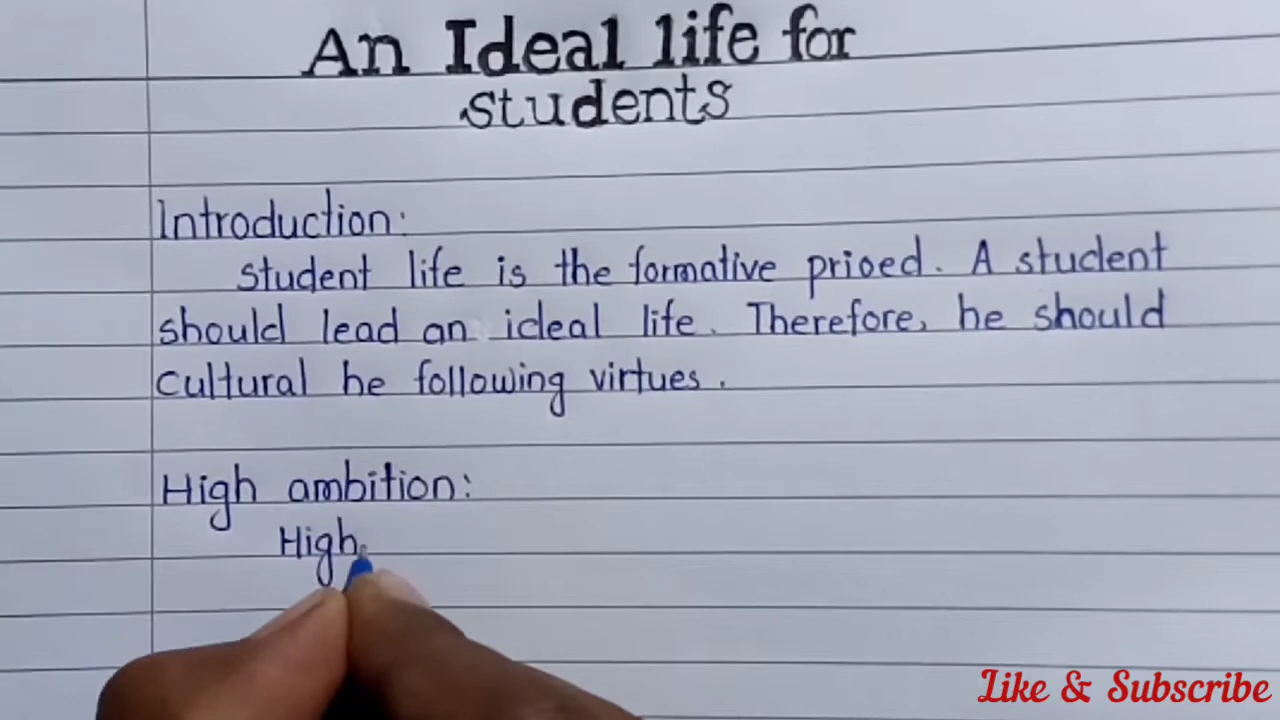 An Ideal life for
students
Introduction:
student life is the formative prioed. A student
should lead an ideal life. Therefore, he should
cultural he following virtues.
High ambition:
High
Like & Subscribe